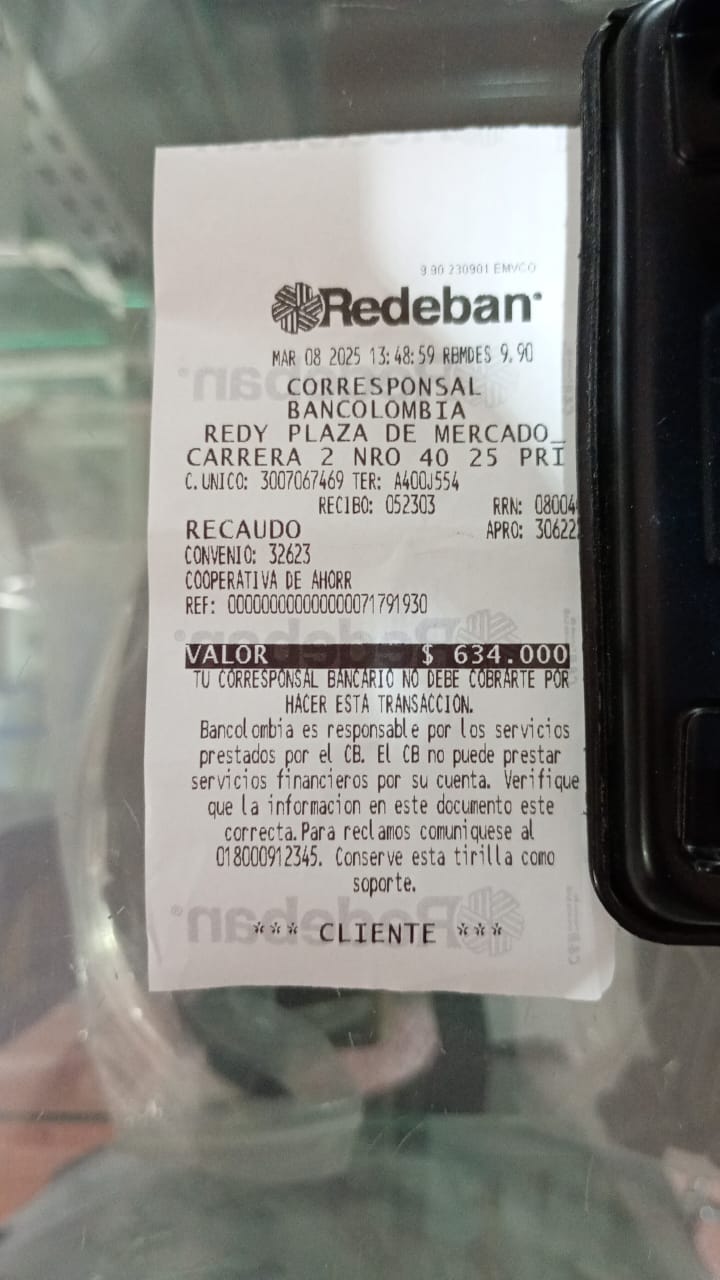 9.90 230901 EMVCO
Redeban
MAR 08 2025 13:48:59 RBMDES 9.90
CORRESPONSAL
BANCOLOMBIA
REDY PLAZA DE MERCADO_
CARRERA 2 NRO 40 25 PRI
C.UNICO: 3007067469 TER: A400J554
RECIBO: 052303 RRN:
RECAUDO APRO:
CONVENIO: 32623
COOPERATIVA DE AHORR
REF: 00000000000000007179­1930
VALOR $ 634.000
TU CORRESPONSAL BANCARIO NO DEBE COBRARTE POR
HACER ESTA TRANSACCION.
Bancolombia es responsable por los servicios
prestados por el CB. El CB no puede prestar
servicios financieros por su cuenta. Verifique
que la informacion en este documento este
correcta.Para reclamos comuniquese al
018000912345. Conserve esta tirilla como
soporte.
*** CLIENTE ***